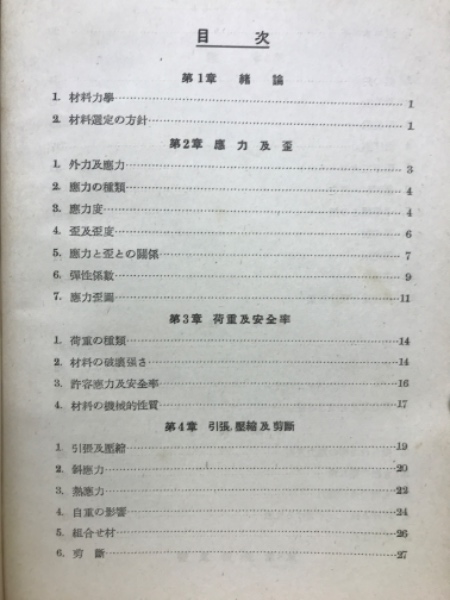 目次
第1章 緒論
1. 材料力學 1
2. 材料選定の方針 1
第2章 應力及歪
1. 外力及應力 3
2. 應力の種類 4
3. 應力度 4
4. 歪及歪度 6
5. 應力と歪との關係 7
6. 彈性係數 9
7. 應力歪圖 11
第3章 荷重及安全率
1. 荷重の種類 14
2. 材料の破壞强さ 14
3. 許容應力及安全率 16
4. 材料の機械的性質 17
第4章 引張,壓縮及剪斷
1. 引張及壓縮 19
2. 斜應力 20
3. 熱應力 22
4. 自重の影響 24
5. 組合せ材 26
6. 剪斷 27